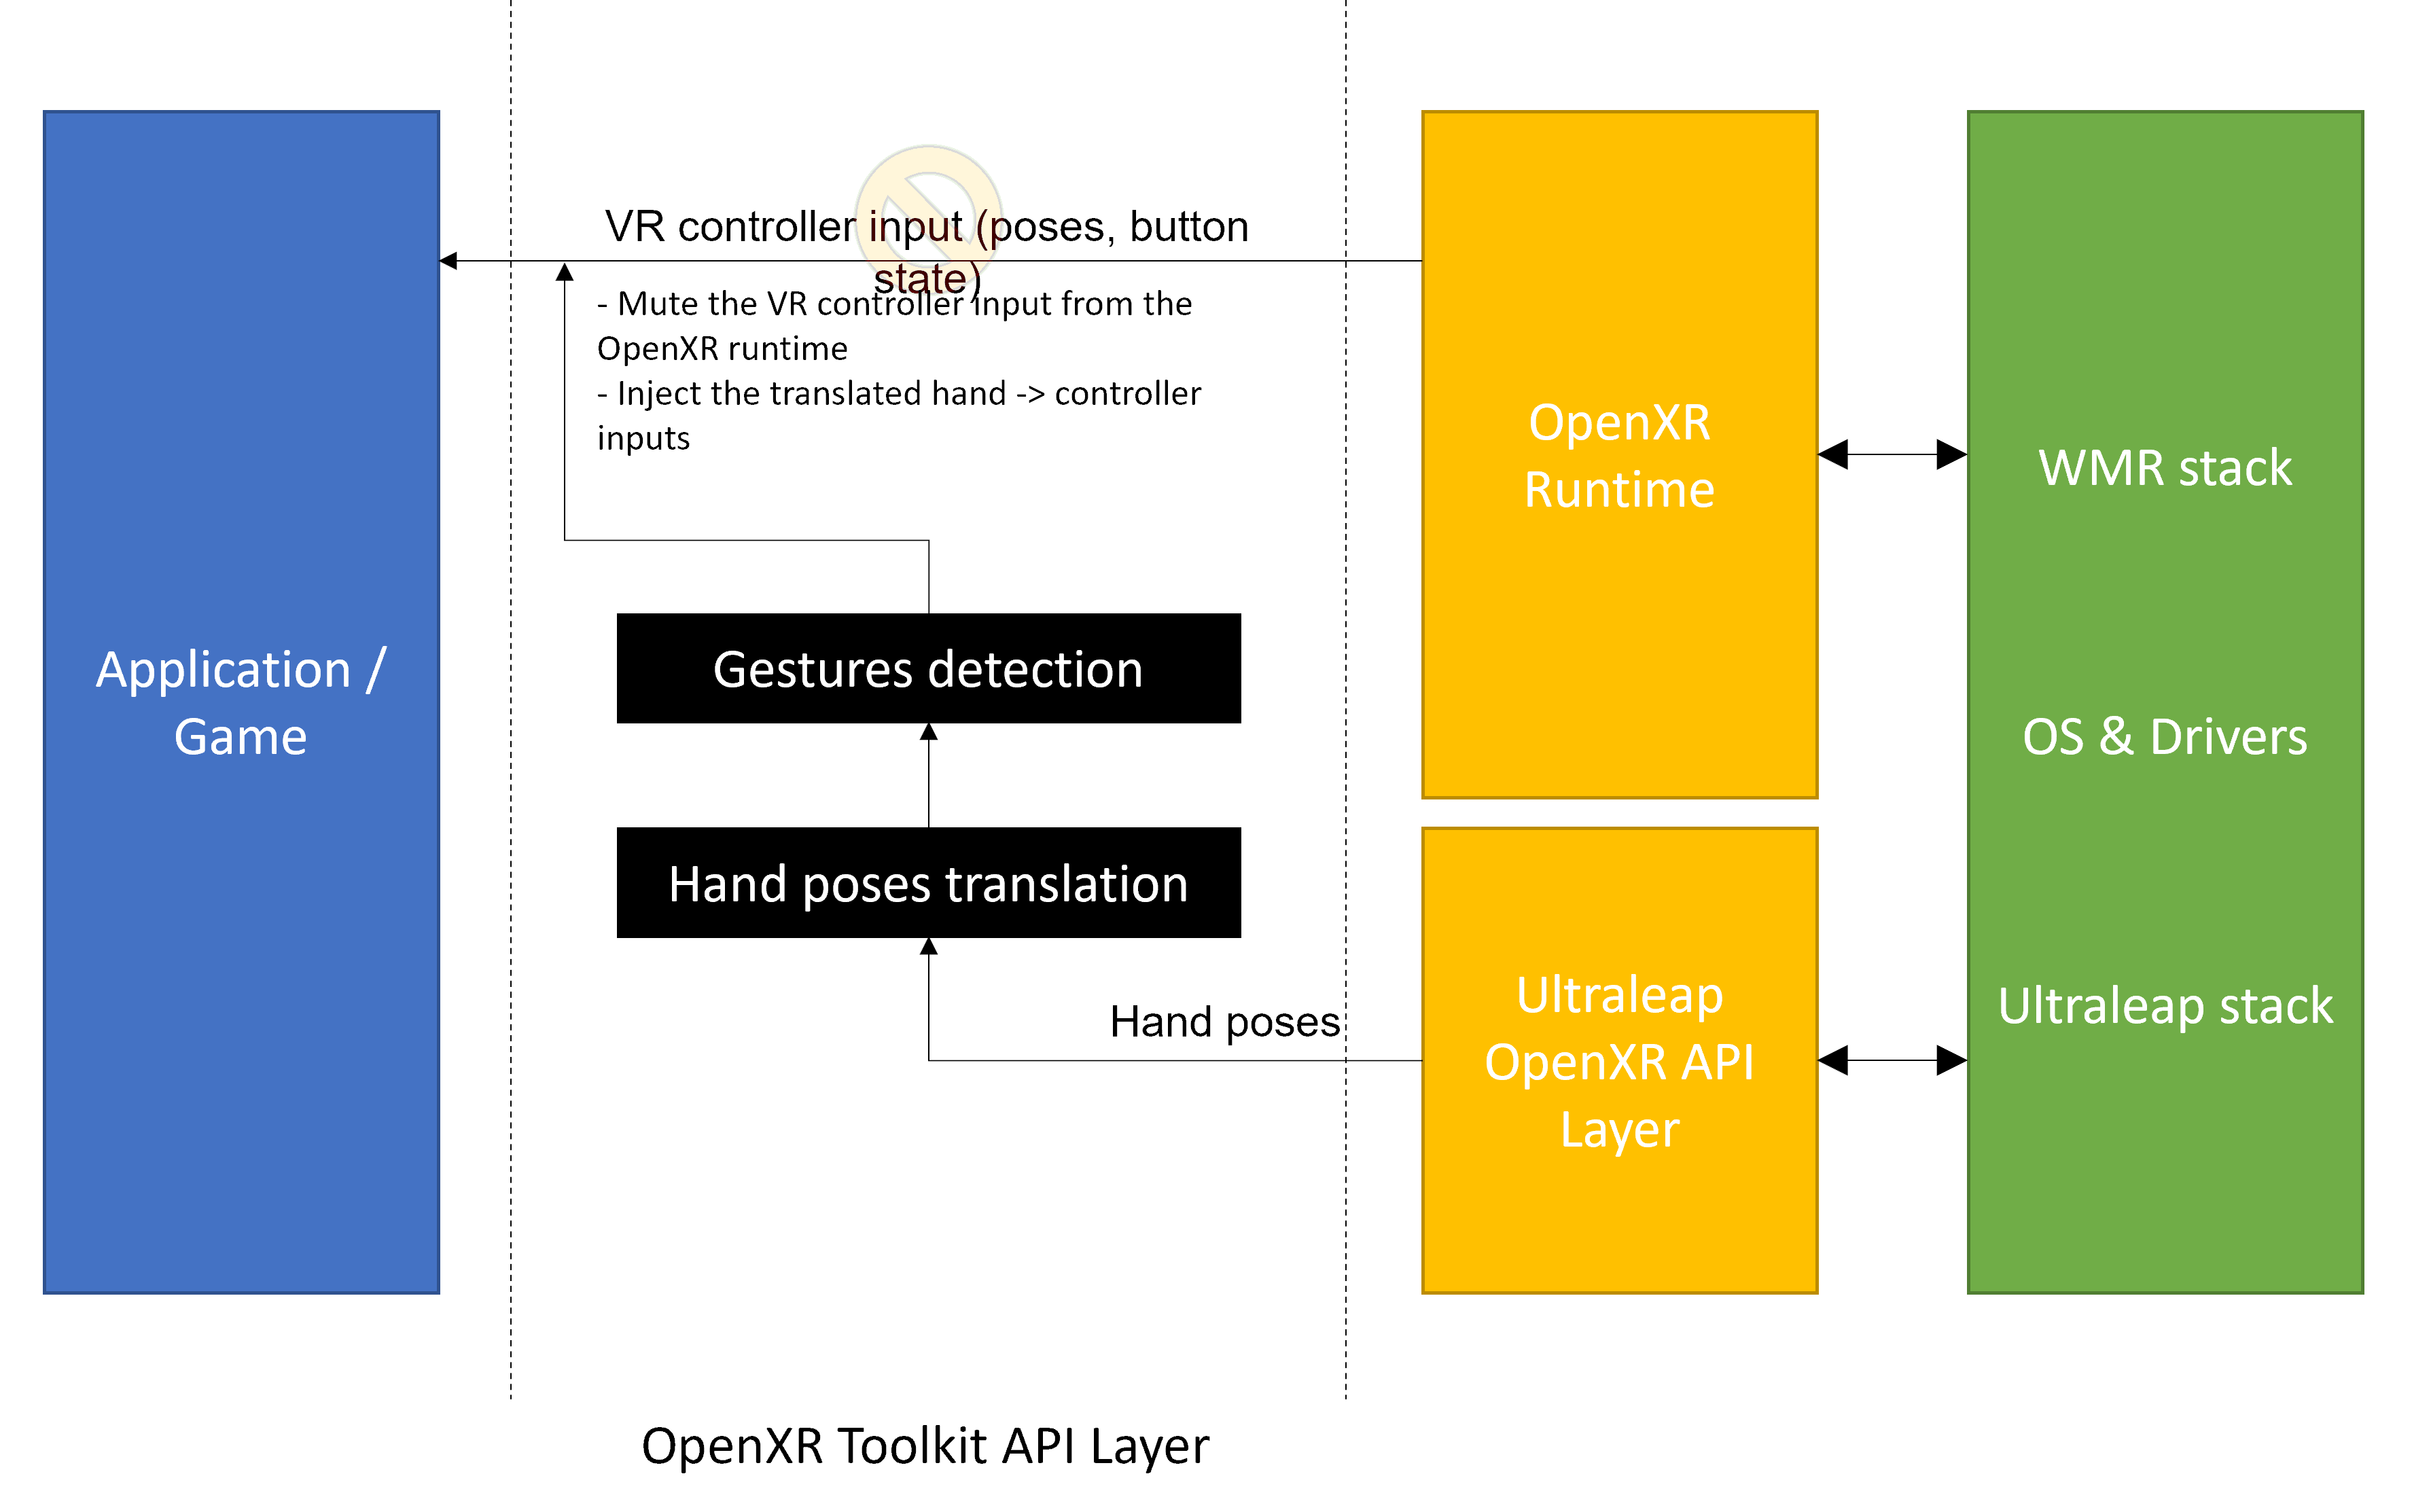 VR controller input (poses, button
state)
- Mute the VR controller input from the
OpenXR runtime
- Inject the translated hand -> controller
inputs
Application /
Game
Gestures detection
Hand poses translation
Hand poses
OpenXR
Runtime
Ultraleap
OpenXR API
Layer
WMR stack
OS & Drivers
Ultraleap stack
OpenXR Toolkit API Layer